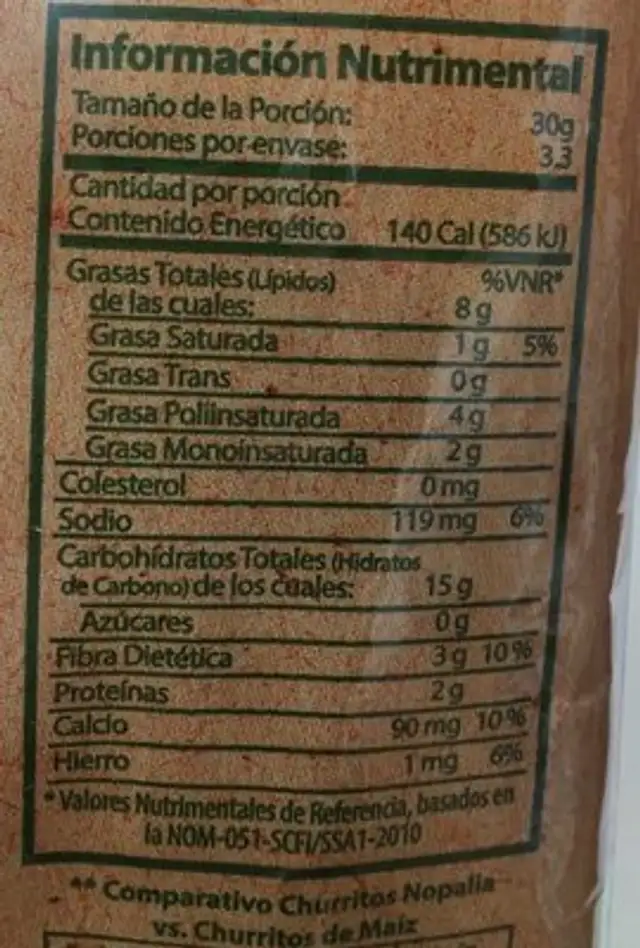 Información Nutrimental
Tamaño de la Porción: 30g
Porciones por envase: 3.3
Cantidad por porción
Contenido Energético 140 Cal (586 kJ)
Grasas Totales (Lípidos) %VNR*
de las cuales: 8 g
Grasa Saturada 1 g 5%
Grasa Trans 0 g
Grasa Poliinsaturada 4 g
Grasa Monoinsaturada 2 g
Colesterol 0 mg
Sodio 119 mg 6%
Carbohidratos Totales (Hidratos
de Carbono) de los cuales: 15 g
Azúcares 0 g
Fibra Dietética 3 g 10%
Proteínas 2 g
Calcio 90 mg 10%
Hierro 1 mg 6%
* Valores Nutrimentales de Referencia, basados en
la NOM-051-SCFI/SSA1-2010
** Comparativo Churritos Nopalia
vs. Churritos de Maíz